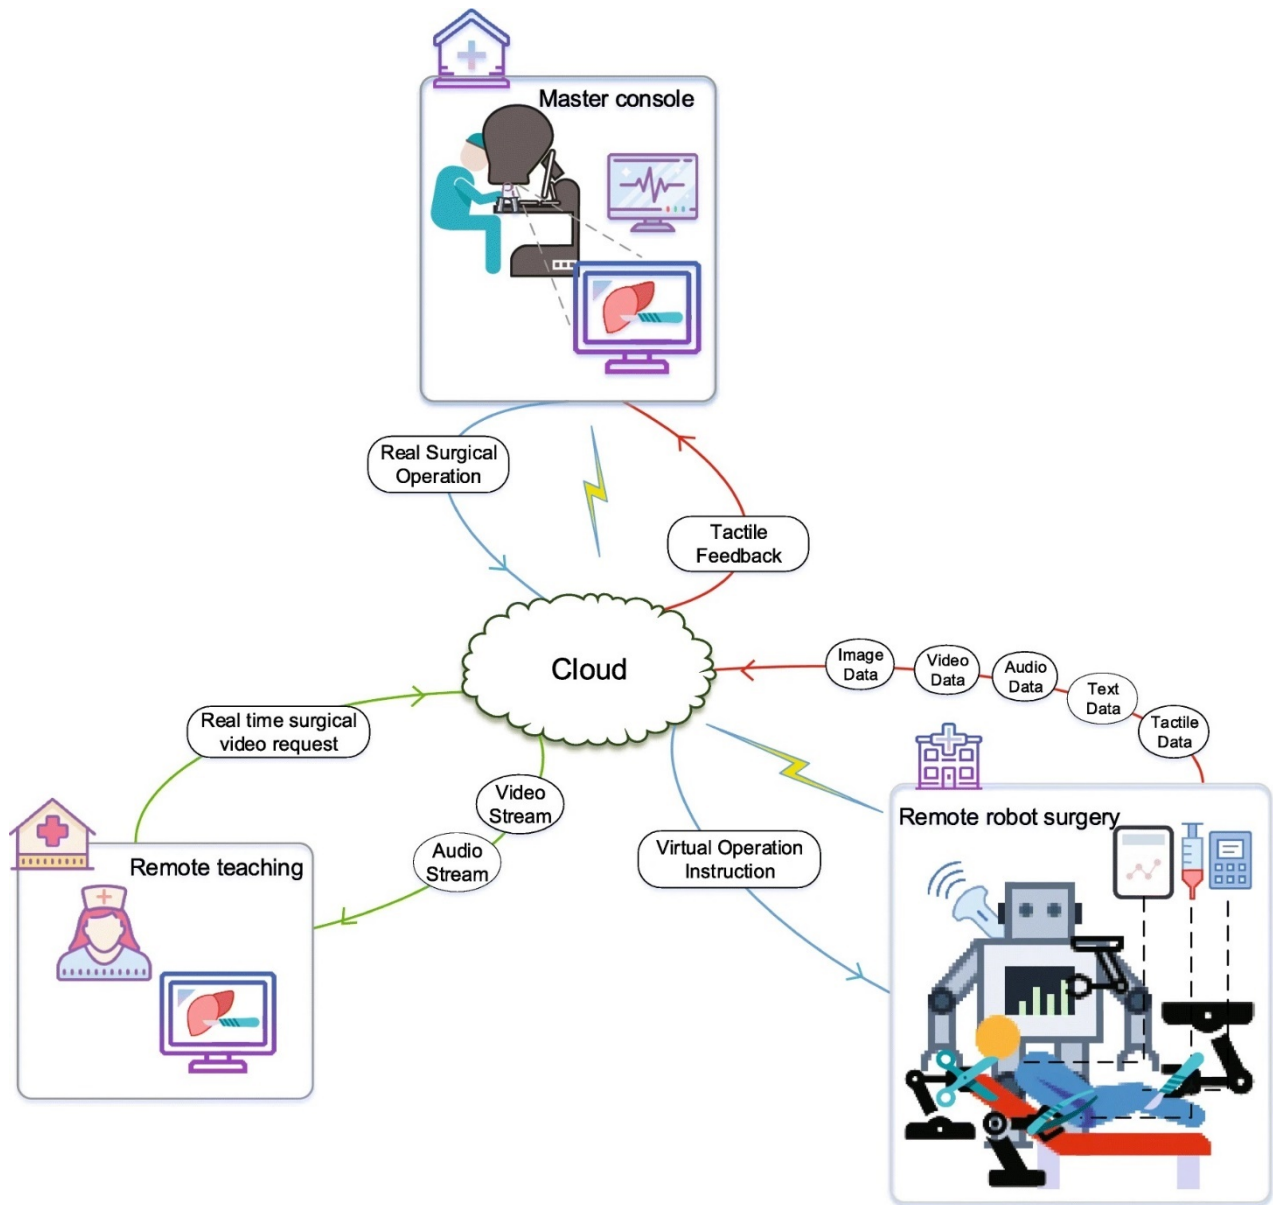 Master console
Real Surgical
Operation
Tactile
Feedback
Cloud
Image
Data
Video
Data
Audio
Data
Text
Data
Tactile
Data
Real time surgical
video request
Video
Stream
Audio
Stream
Virtual Operation
Instruction
Remote teaching
Remote robot surgery